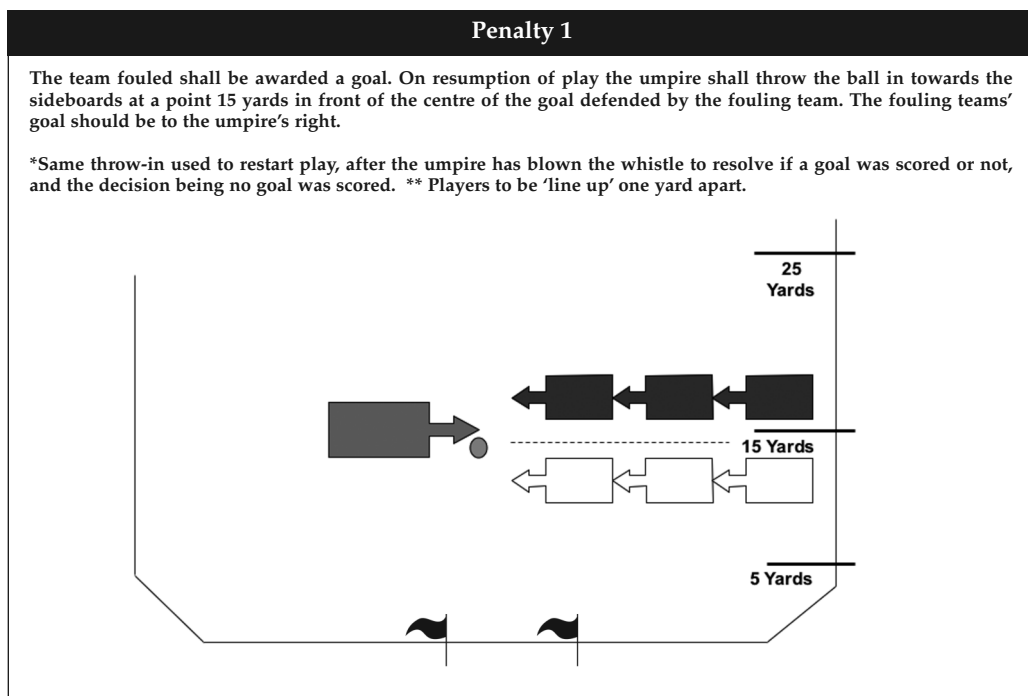 Penalty 1
The team fouled shall be awarded a goal. On resumption of play the umpire shall throw the ball in towards the
sideboards at a point 15 yards in front of the centre of the goal defended by the fouling team. The fouling teams’
goal should be to the umpire’s right.
*Same throw-in used to restart play, after the umpire has blown the whistle to resolve if a goal was scored or not,
and the decision being no goal was scored. ** Players to be ‘line up’ one yard apart.
25
Yards
15 Yards
5 Yards